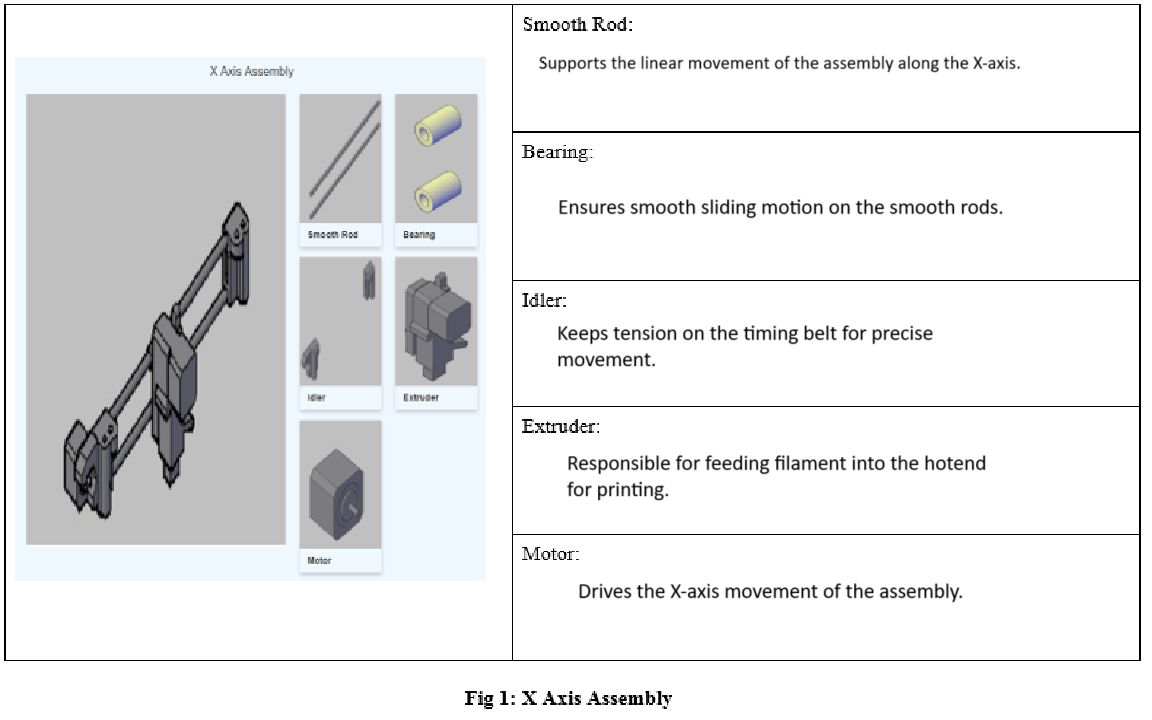 X Axis Assembly
Smooth Rod
Bearing
Idler
Extruder
Motor
Smooth Rod:
Supports the linear movement of the assembly along the X-axis.
Bearing:
Ensures smooth sliding motion on the smooth rods.
Idler:
Keeps tension on the timing belt for precise
movement.
Extruder:
Responsible for feeding filament into the hotend
for printing.
Motor:
Drives the X-axis movement of the assembly.
Fig 1: X Axis Assembly